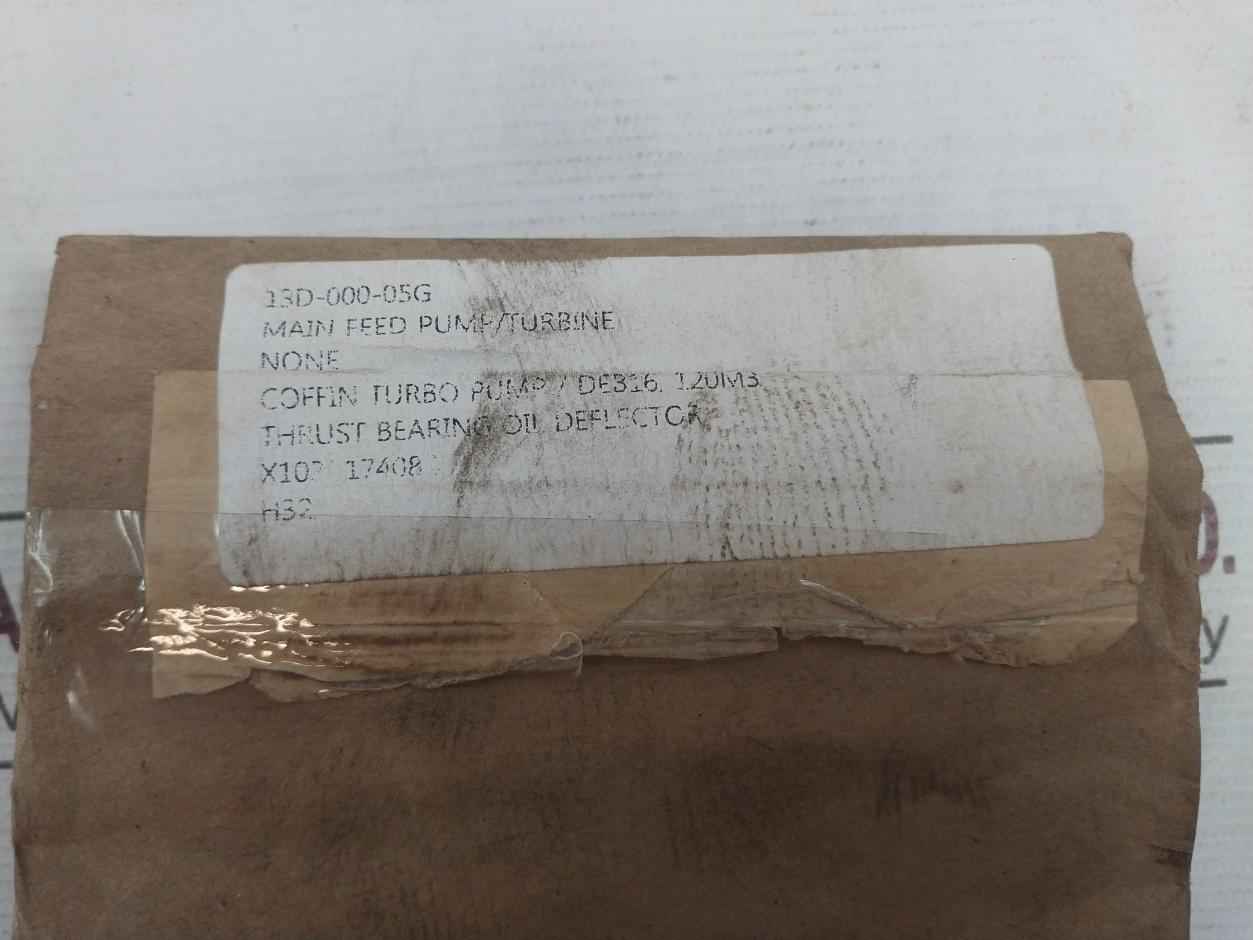 13D-000-05G
MAIN FEED PUMP/TURBINE
NONE
COFFIN TURBO PUMP / DEB16, 120M3
THRUST BEARING OIL DEFLECTOR
17408
H32